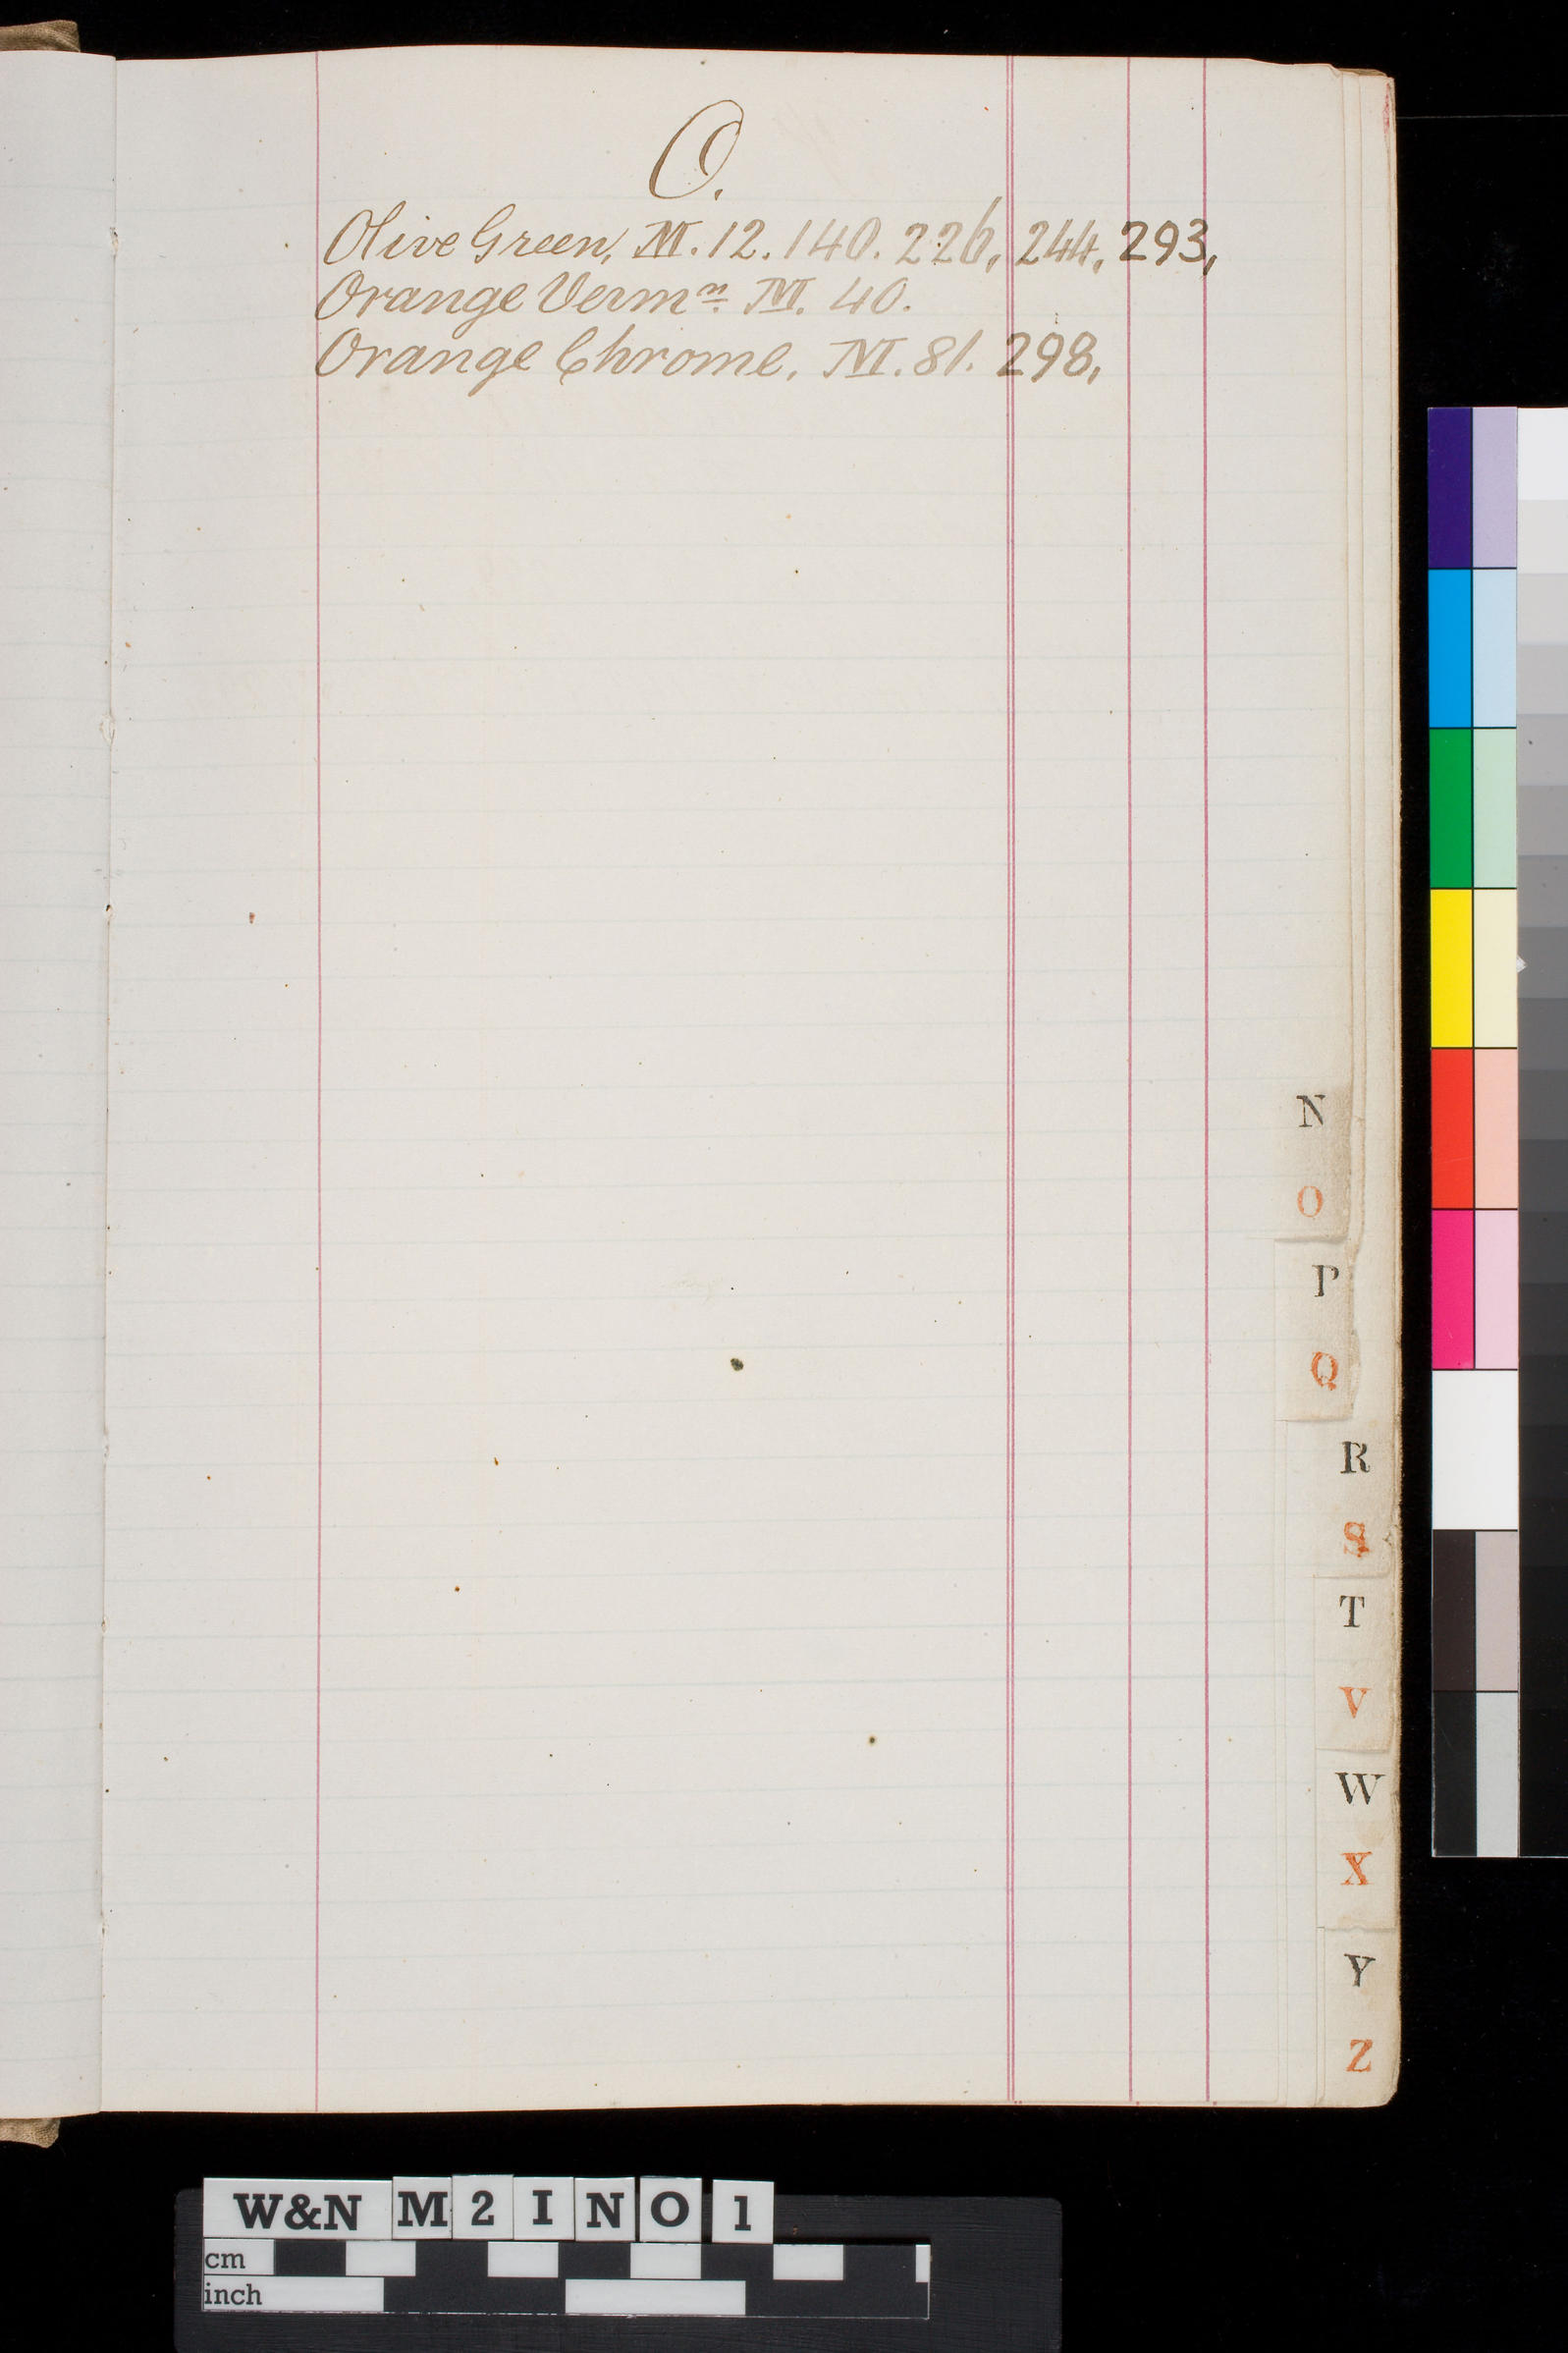 O.
Olive Green, M. 12. 140. 226, 244, 293,
Orange Vermn. M. 40.
Orange Chrome. M. 81. 298,
N
O
P
Q
R
S
T
V
W
X
Y
Z
W&N M 2 I N O 1
cm
inch